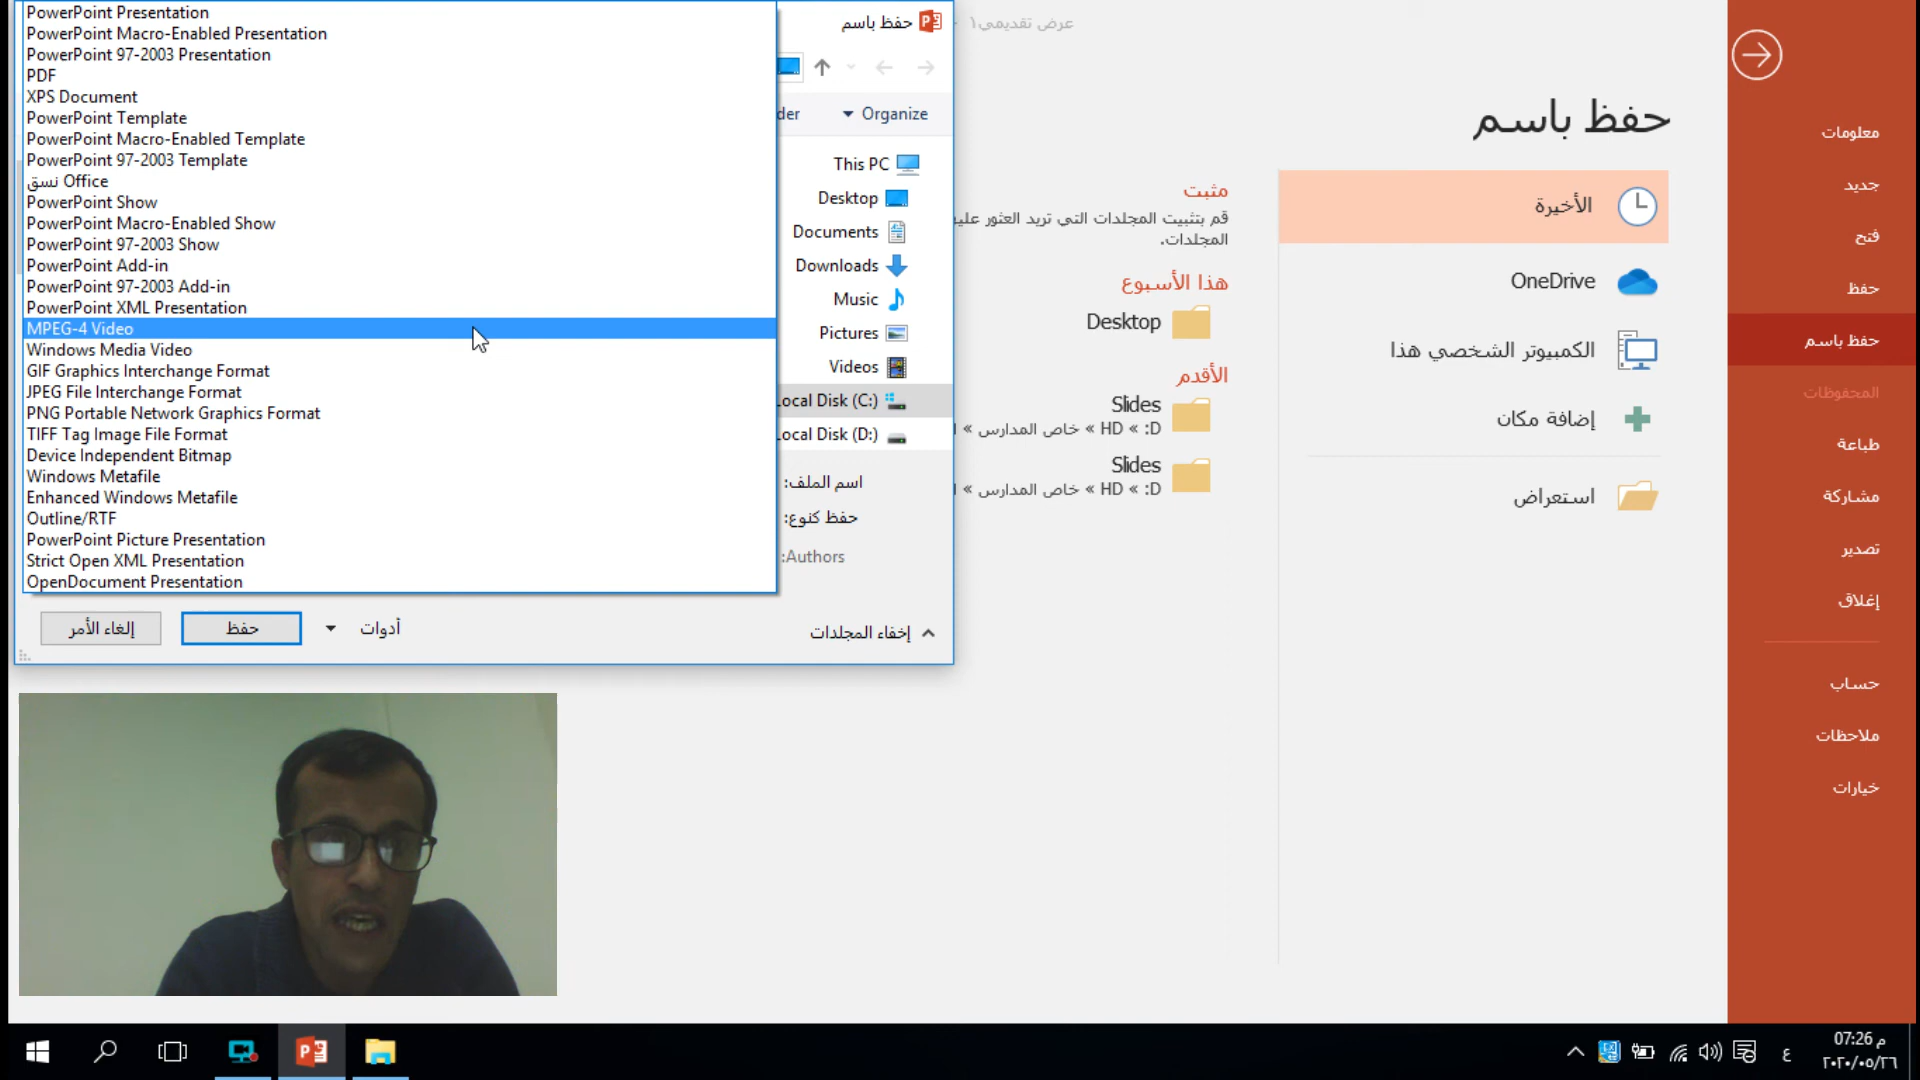 PowerPoint Presentation
PowerPoint Macro-Enabled Presentation
PowerPoint 97-2003 Presentation
PDF
XPS Document
PowerPoint Template
PowerPoint Macro-Enabled Template
PowerPoint 97-2003 Template
نسق Office
PowerPoint Show
PowerPoint Macro-Enabled Show
PowerPoint 97-2003 Show
PowerPoint Add-in
PowerPoint 97-2003 Add-in
PowerPoint XML Presentation
MPEG-4 Video
Windows Media Video
GIF Graphics Interchange Format
JPEG File Interchange Format
PNG Portable Network Graphics Format
TIFF Tag Image File Format
Device Independent Bitmap
Windows Metafile
Enhanced Windows Metafile
Outline/RTF
PowerPoint Picture Presentation
Strict Open XML Presentation
OpenDocument Presentation
حفظ باسم
Organize
This PC
Desktop
Documents
Downloads
Music
Pictures
Videos
Local Disk (C:)
Local Disk (D:)
اسم الملف:
حفظ كنوع:
Authors:
إخفاء المجلدات
أدوات
حفظ
إلغاء الأمر
عرض تقديمي١
حفظ باسم
الأخيرة
OneDrive
الكمبيوتر الشخصي هذا
إضافة مكان
استعراض
مثبت
قم بتثبيت المجلدات التي تريد العثور عليه
المجلدات.
هذا الأسبوع
Desktop
الأقدم
Slides
D: » HD » خاص المدارس »
Slides
D: » HD » خاص المدارس »
معلومات
جديد
فتح
حفظ
حفظ باسم
المحفوظات
طباعة
مشاركة
تصدير
إغلاق
حساب
ملاحظات
خيارات
ع
07:26 م
٢٠٢٠/٠٥/٢٦